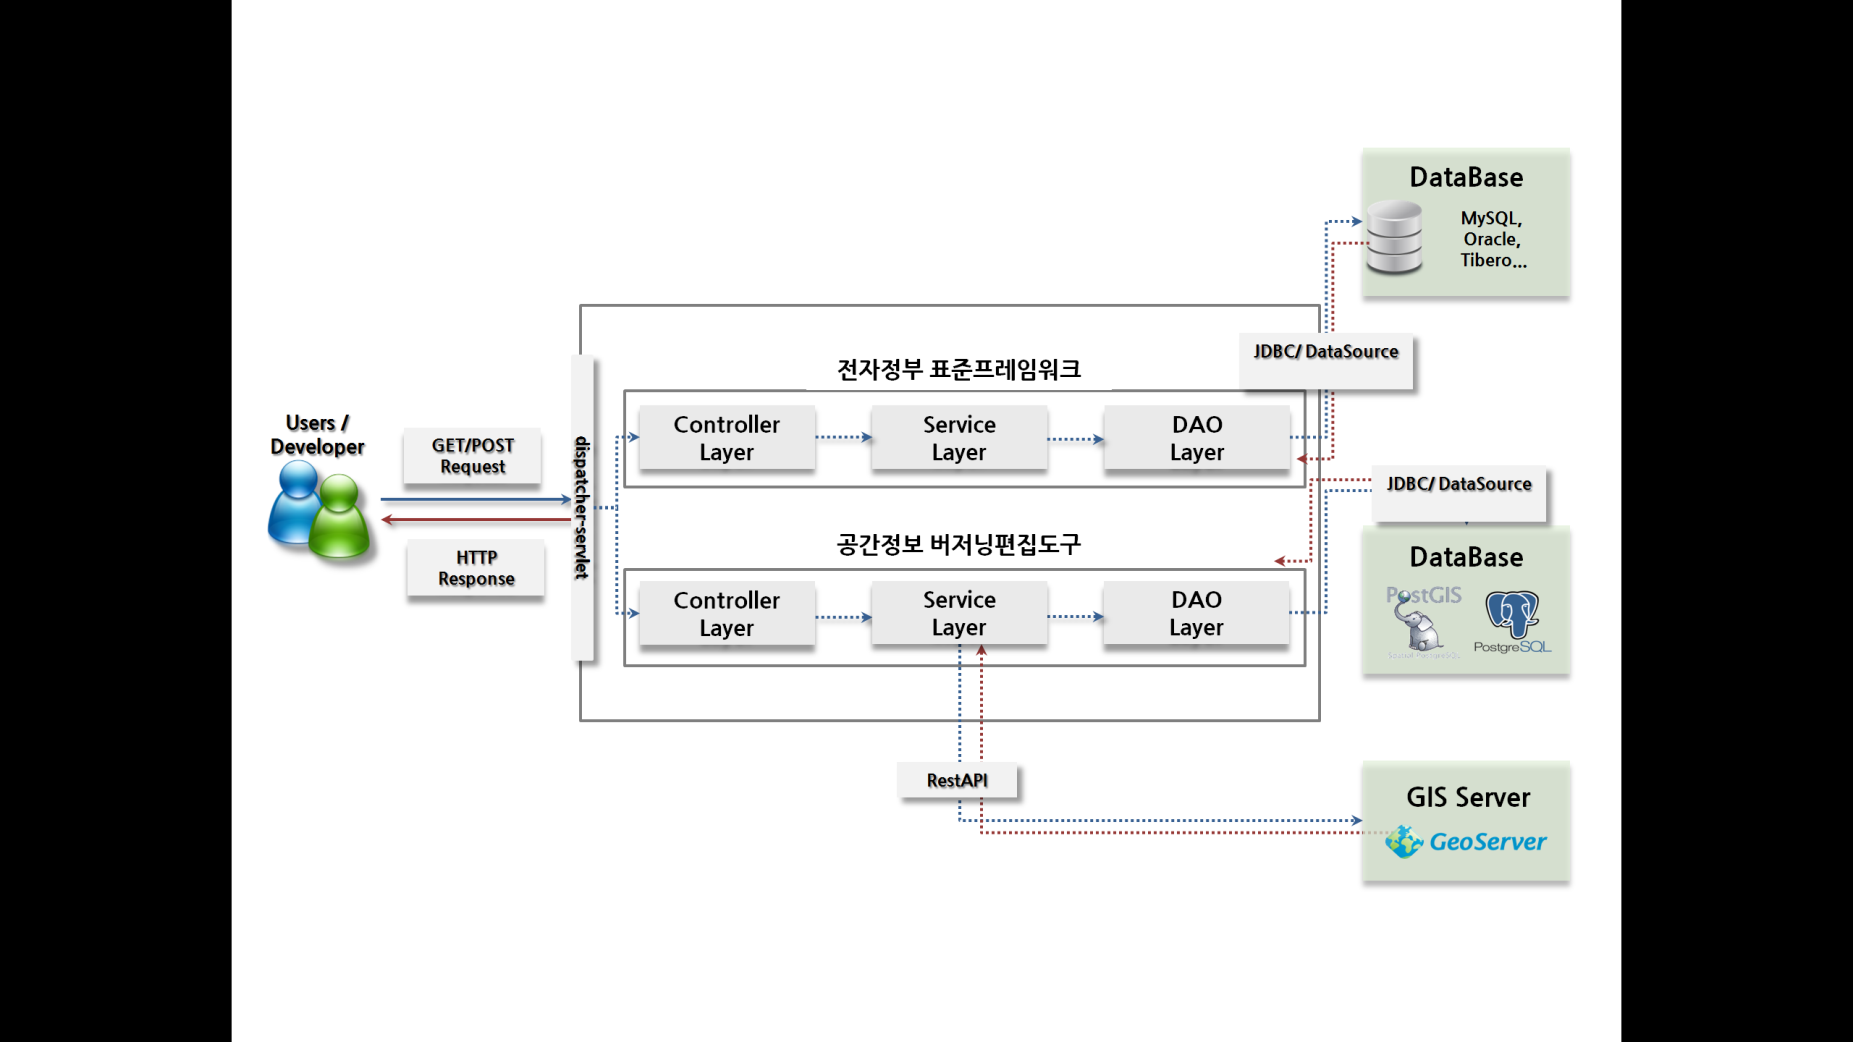 DataBase
MySQL,
Oracle,
Tibero...
JDBC/ DataSource
전자정부 표준프레임워크
Controller
Layer
Service
Layer
DAO
Layer
Users /
Developer
GET/POST
Request
HTTP
Response
dispatcher-servlet
JDBC/ DataSource
공간정보 버저닝편집도구
Controller
Layer
Service
Layer
DAO
Layer
DataBase
PostGIS
PostgreSQL
RestAPI
GIS Server
GeoServer